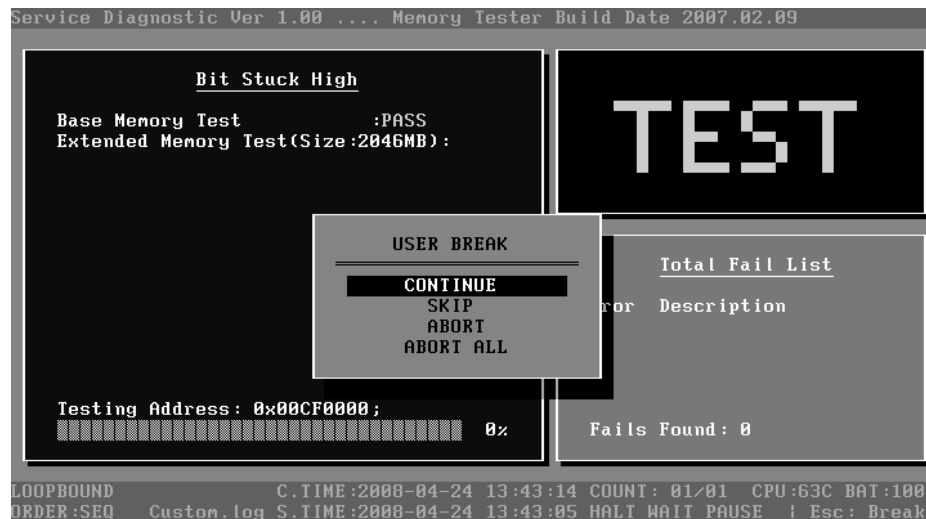 Service Diagnostic Ver 1.00 .... Memory Tester Build Date 2007.02.09
Bit Stuck High
Base Memory Test :PASS
Extended Memory Test(Size:2046MB):
TEST
USER BREAK
CONTINUE
SKIP
ABORT
ABORT ALL
Total Fail List
ror Description
Testing Address: 0x00CF0000;
0%
Fails Found: 0
LOOPBOUND C.TIME:2008-04-24 13:43:14 COUNT: 01/01 CPU:63C BAT:100
ORDER:SEQ Custom.log S.TIME:2008-04-24 13:43:05 HALT WAIT PAUSE | Esc: Break